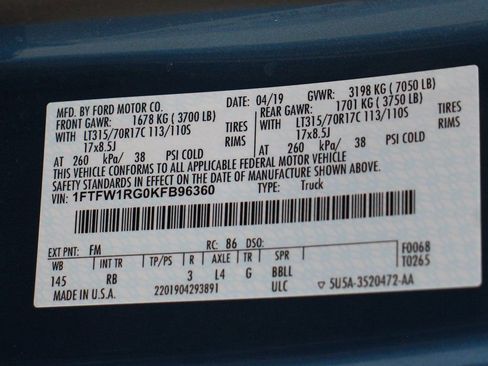 MFD. BY FORD MOTOR CO. DATE: 04/19 GVWR: 3198 KG ( 7050 LB)
FRONT GAWR: 1678 KG ( 3700 LB) REAR GAWR: 1701 KG ( 3750 LB)
WITH LT315/70R17C 113/110S TIRES WITH LT315/70R17C 113/110S TIRES
17x8.5J RIMS 17x8.5J RIMS
AT 260 kPa/ 38 PSI COLD AT 260 kPa/ 38 PSI COLD
THIS VEHICLE CONFORMS TO ALL APPLICABLE FEDERAL MOTOR VEHICLE
SAFETY STANDARDS IN EFFECT ON THE DATE OF MANUFACTURE SHOWN ABOVE.
VIN: 1FTFW1RG0KFB96360 TYPE: Truck
EXT PNT: FM RC: 86 DSO: F0068
WB INT TR TP/PS R AXLE TR SPR T0265
145 RB 3 L4 G BBLL
MADE IN U.S.A. 2201904293891 ULC ▽ 5U5A-3520472-AA